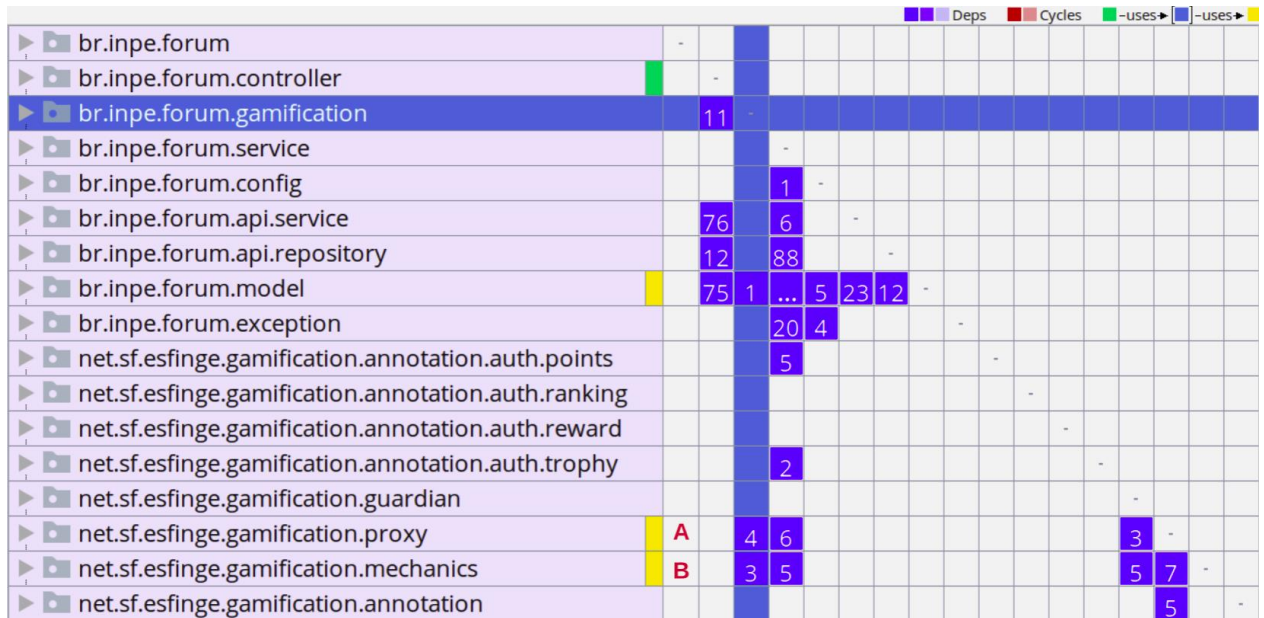 Deps Cycles -uses→[ ]-uses→
br.inpe.forum -
br.inpe.forum.controller -
br.inpe.forum.gamification 11 -
br.inpe.forum.service -
br.inpe.forum.config 1 -
br.inpe.forum.api.service 76 6 -
br.inpe.forum.api.repository 12 88 -
br.inpe.forum.model 75 1 ... 5 23 12 -
br.inpe.forum.exception 20 4 -
net.sf.esfinge.gamification.annotation.auth.points 5 -
net.sf.esfinge.gamification.annotation.auth.ranking -
net.sf.esfinge.gamification.annotation.auth.reward -
net.sf.esfinge.gamification.annotation.auth.trophy 2 -
net.sf.esfinge.gamification.guardian -
net.sf.esfinge.gamification.proxy A 4 6 3 -
net.sf.esfinge.gamification.mechanics B 3 5 5 7 -
net.sf.esfinge.gamification.annotation 5 -